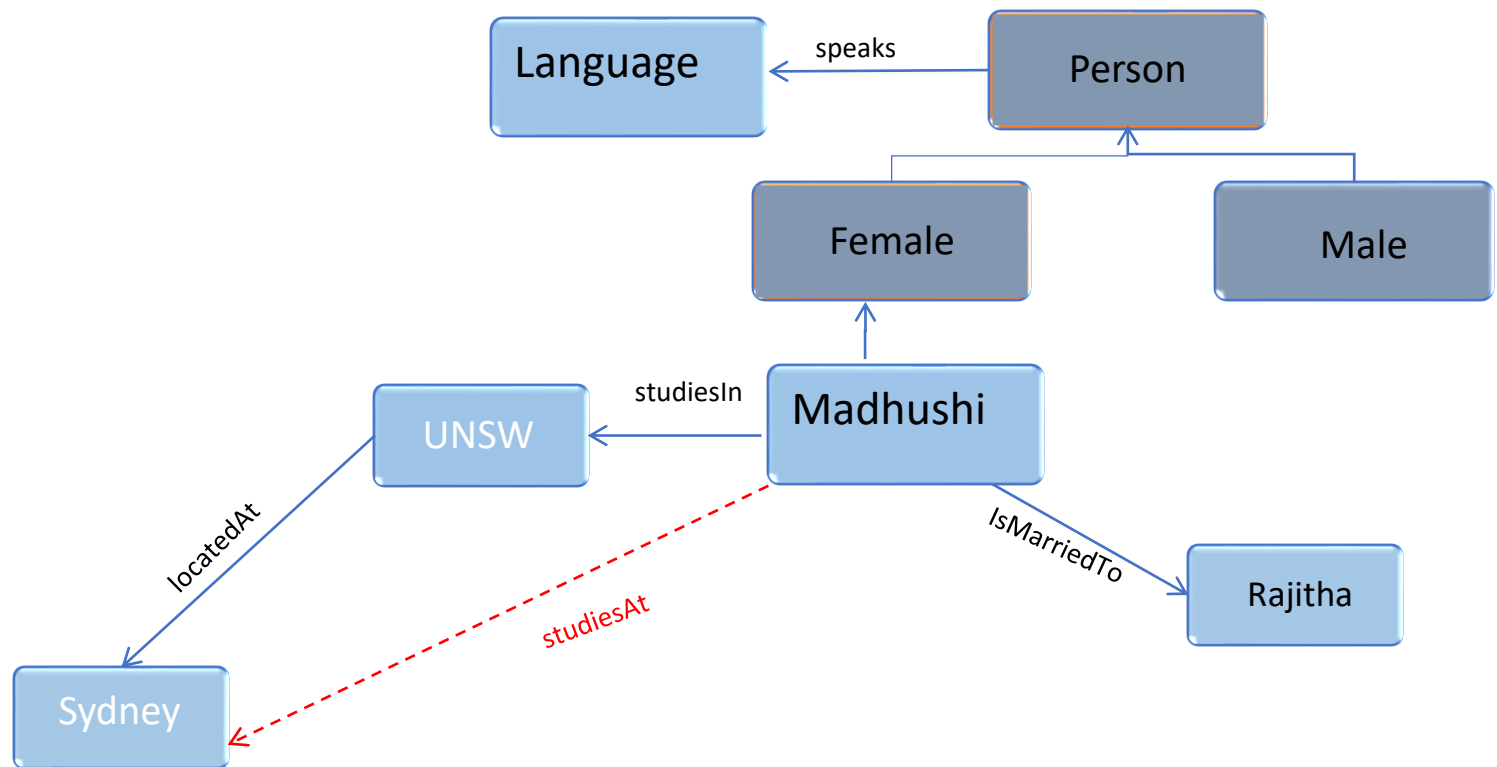 speaks
Language
Person
Female
Male
studiesIn
Madhushi
UNSW
locatedAt
IsMarriedTo
studiesAt
Rajitha
Sydney